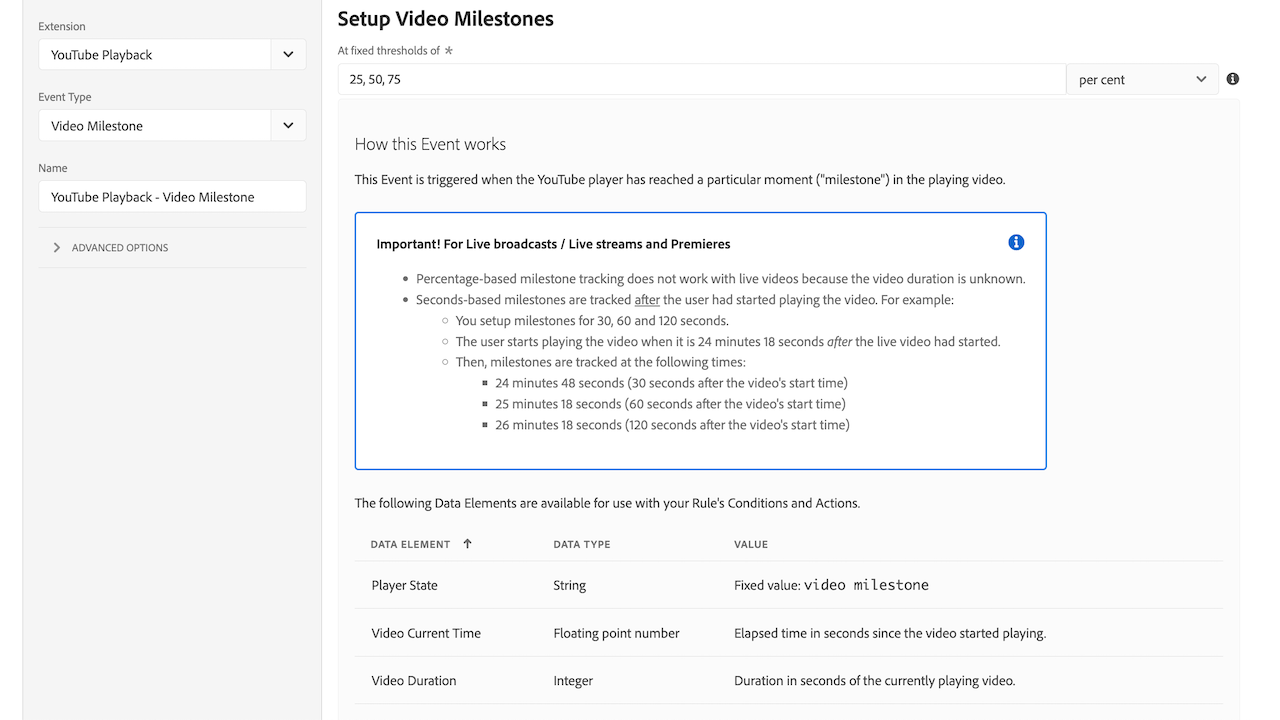 Extension
YouTube Playback
Event Type
Video Milestone
Name
YouTube Playback - Video Milestone
ADVANCED OPTIONS
Setup Video Milestones
At fixed thresholds of *
25, 50, 75
per cent
How this Event works
This Event is triggered when the YouTube player has reached a particular moment ("milestone") in the playing video.
Important! For Live broadcasts / Live streams and Premieres
Percentage-based milestone tracking does not work with live videos because the video duration is unknown.
Seconds-based milestones are tracked after the user had started playing the video. For example:
You setup milestones for 30, 60 and 120 seconds.
The user starts playing the video when it is 24 minutes 18 seconds after the live video had started.
Then, milestones are tracked at the following times:
24 minutes 48 seconds (30 seconds after the video's start time)
25 minutes 18 seconds (60 seconds after the video's start time)
26 minutes 18 seconds (120 seconds after the video's start time)
The following Data Elements are available for use with your Rule's Conditions and Actions.
DATA ELEMENT DATA TYPE VALUE
Player State String Fixed value: video milestone
Video Current Time Floating point number Elapsed time in seconds since the video started playing.
Video Duration Integer Duration in seconds of the currently playing video.